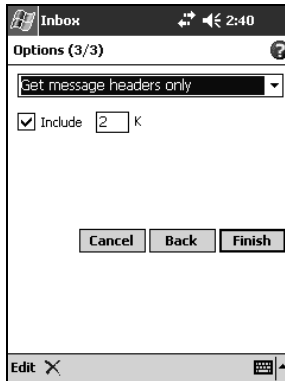 Inbox 2:40
Options (3/3)
Get message headers only
Include 2 K
Cancel Back Finish
Edit